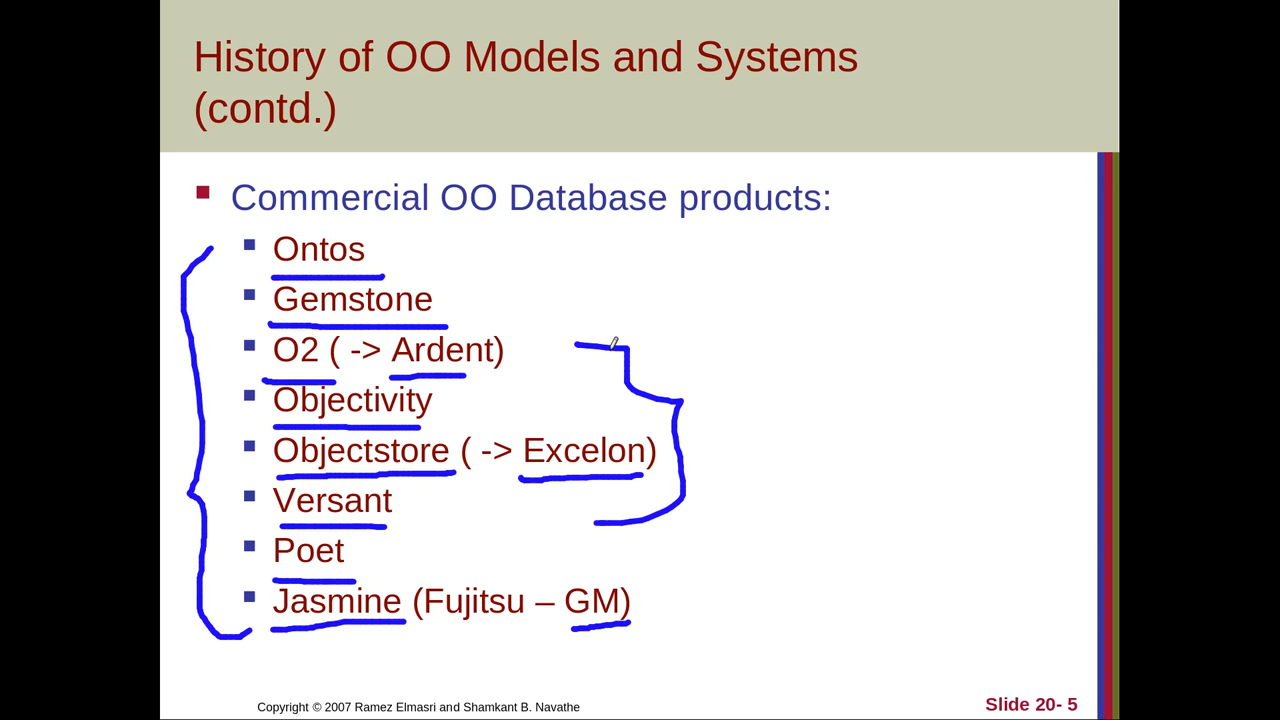 History of OO Models and Systems
(contd.)
Commercial OO Database products:
Ontos
Gemstone
O2 ( -> Ardent)
Objectivity
Objectstore ( -> Excelon)
Versant
Poet
Jasmine (Fujitsu – GM)
Copyright © 2007 Ramez Elmasri and Shamkant B. Navathe
Slide 20- 5